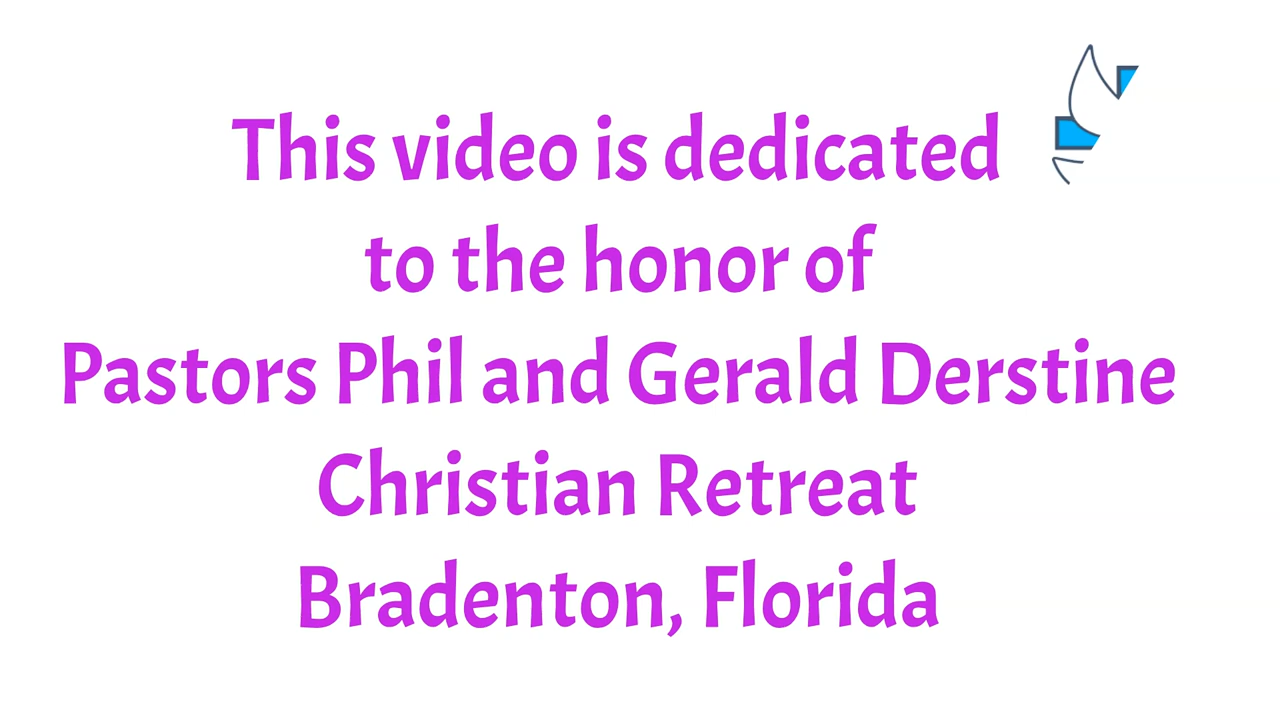 This video is dedicated
to the honor of
Pastors Phil and Gerald Derstine
Christian Retreat
Bradenton, Florida